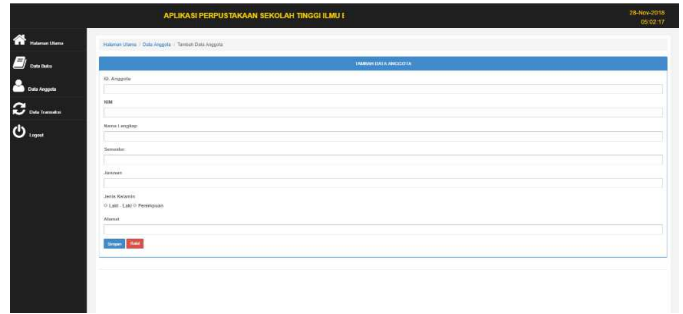 APLIKASI PERPUSTAKAAN SEKOLAH TINGGI ILMU E
28-Nov-2018
05:02:17
Halaman Utama
Data Buku
Data Anggota
Data Transaksi
Logout
Halaman Utama / Data Anggota / Tambah Data Anggota
TAMBAH DATA ANGGOTA
ID. Anggota
NIM
Nama Lengkap
Semester
Jurusan
Jenis Kelamin
Laki - Laki Perempuan
Alamat
Simpan Batal